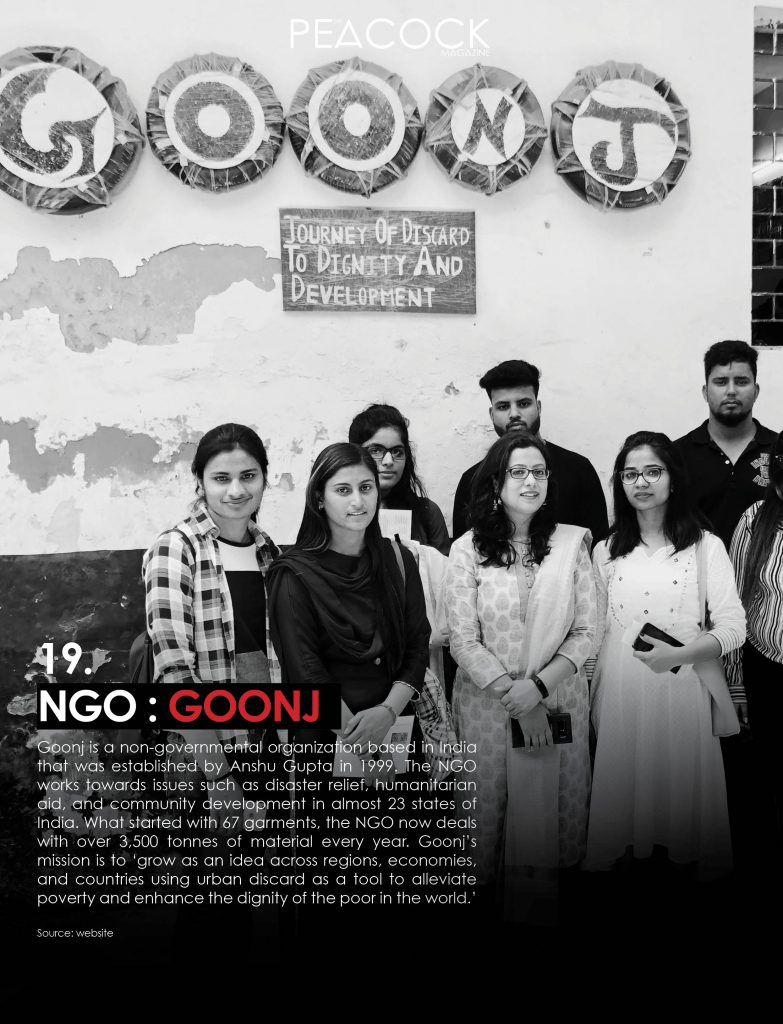 THE
PEACOCK
MAGAZINE
GOONJ
JOURNEY OF DISCARD
TO DIGNITY AND
DEVELOPMENT
19.
NGO : GOONJ
Goonj is a non-governmental organization based in India
that was established by Anshu Gupta in 1999. The NGO
works towards issues such as disaster relief, humanitarian
aid, and community development in almost 23 states of
India. What started with 67 garments, the NGO now deals
with over 3,500 tonnes of material every year. Goonj’s
mission is to ‘grow as an idea across regions, economies,
and countries using urban discard as a tool to alleviate
poverty and enhance the dignity of the poor in the world.’
Source: website